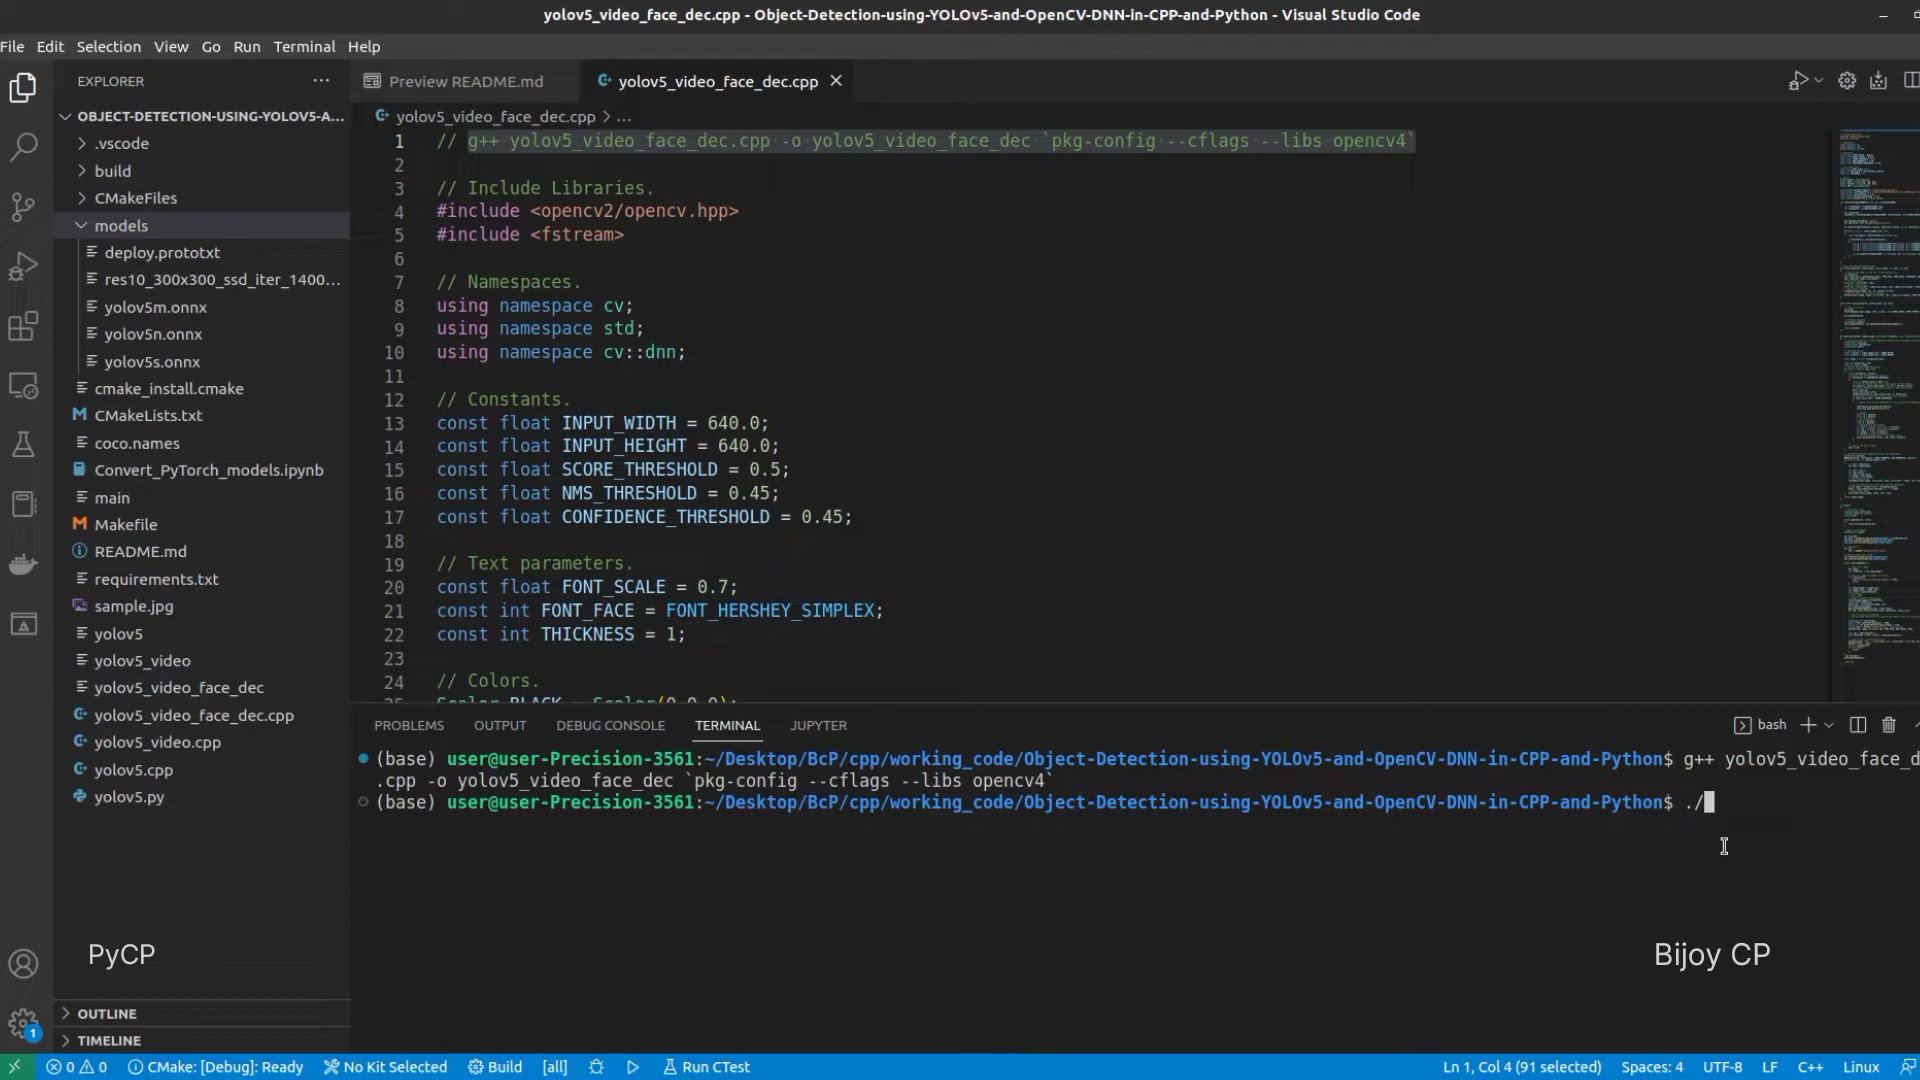 yolov5_video_face_dec.cpp - Object-Detection-using-YOLOv5-and-OpenCV-DNN-in-CPP-and-Python - Visual Studio Code
File Edit Selection View Go Run Terminal Help
EXPLORER
OBJECT-DETECTION-USING-YOLOV5-A...
.vscode
build
CMakeFiles
models
deploy.prototxt
res10_300x300_ssd_iter_1400...
yolov5m.onnx
yolov5n.onnx
yolov5s.onnx
cmake_install.cmake
CMakeLists.txt
coco.names
Convert_PyTorch_models.ipynb
main
Makefile
README.md
requirements.txt
sample.jpg
yolov5
yolov5_video
yolov5_video_face_dec
yolov5_video_face_dec.cpp
yolov5_video.cpp
yolov5.cpp
yolov5.py
PyCP
OUTLINE
TIMELINE
Preview README.md yolov5_video_face_dec.cpp
yolov5_video_face_dec.cpp > ...
1 // g++ yolov5_video_face_dec.cpp -o yolov5_video_face_dec `pkg-config --cflags --libs opencv4`
2
3 // Include Libraries.
4 #include <opencv2/opencv.hpp>
5 #include <fstream>
6
7 // Namespaces.
8 using namespace cv;
9 using namespace std;
10 using namespace cv::dnn;
11
12 // Constants.
13 const float INPUT_WIDTH = 640.0;
14 const float INPUT_HEIGHT = 640.0;
15 const float SCORE_THRESHOLD = 0.5;
16 const float NMS_THRESHOLD = 0.45;
17 const float CONFIDENCE_THRESHOLD = 0.45;
18
19 // Text parameters.
20 const float FONT_SCALE = 0.7;
21 const int FONT_FACE = FONT_HERSHEY_SIMPLEX;
22 const int THICKNESS = 1;
23
24 // Colors.
25 Scalar BLACK = Scalar(0,0,0);
PROBLEMS OUTPUT DEBUG CONSOLE TERMINAL JUPYTER
bash
(base) user@user-Precision-3561:~/Desktop/BcP/cpp/working_code/Object-Detection-using-YOLOv5-and-OpenCV-DNN-in-CPP-and-Python$ g++ yolov5_video_face_d
.cpp -o yolov5_video_face_dec `pkg-config --cflags --libs opencv4`
(base) user@user-Precision-3561:~/Desktop/BcP/cpp/working_code/Object-Detection-using-YOLOv5-and-OpenCV-DNN-in-CPP-and-Python$ ./
Bijoy CP
1
0 0 CMake: [Debug]: Ready No Kit Selected Build [all] Run CTest Ln 1, Col 4 (91 selected) Spaces: 4 UTF-8 LF C++ Linux